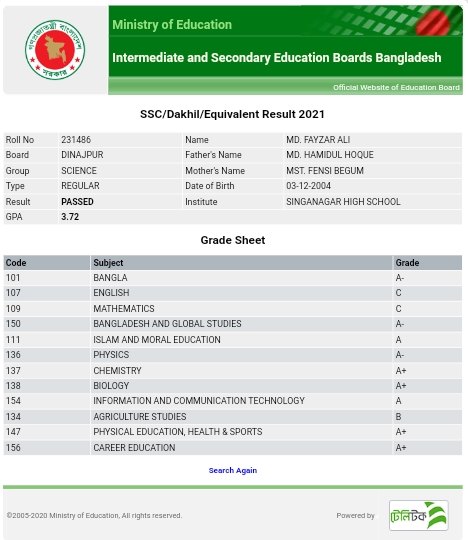 গণপ্রজাতন্ত্রী বাংলাদেশ
সরকার
Ministry of Education
Intermediate and Secondary Education Boards Bangladesh
Official Website of Education Board
SSC/Dakhil/Equivalent Result 2021
Roll No 231486 Name MD. FAYZAR ALI
Board DINAJPUR Father's Name MD. HAMIDUL HOQUE
Group SCIENCE Mother's Name MST. FENSI BEGUM
Type REGULAR Date of Birth 03-12-2004
Result PASSED Institute SINGANAGAR HIGH SCHOOL
GPA 3.72
Grade Sheet
Code Subject Grade
101 BANGLA A-
107 ENGLISH C
109 MATHEMATICS C
150 BANGLADESH AND GLOBAL STUDIES A-
111 ISLAM AND MORAL EDUCATION A
136 PHYSICS A-
137 CHEMISTRY A+
138 BIOLOGY A+
154 INFORMATION AND COMMUNICATION TECHNOLOGY A
134 AGRICULTURE STUDIES B
147 PHYSICAL EDUCATION, HEALTH & SPORTS A+
156 CAREER EDUCATION A+
Search Again
©2005-2020 Ministry of Education, All rights reserved. Powered by টেলিটক